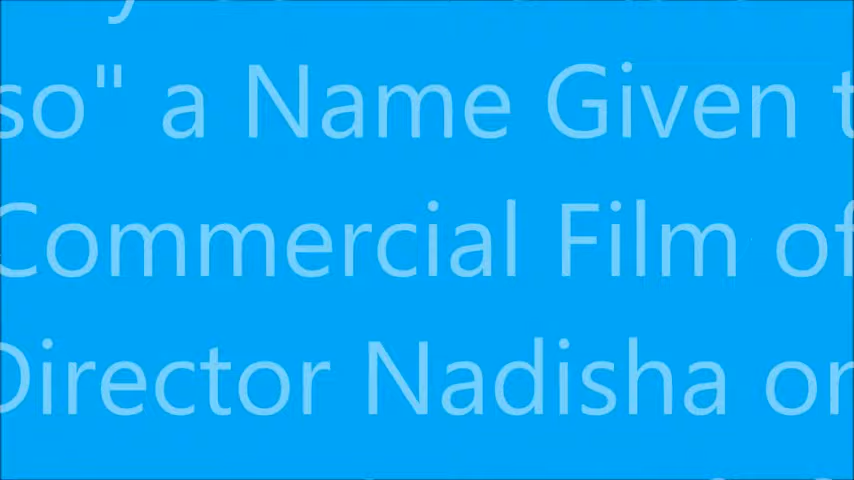 so" a Name Given t
Commercial Film of
Director Nadisha or